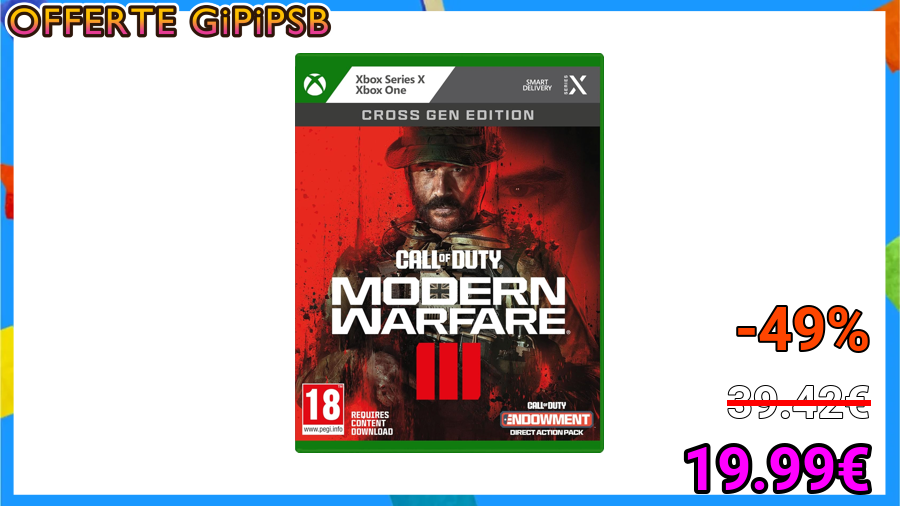 OFFERTE GiPiPSB
Xbox Series X
Xbox One
SMART
DELIVERY
SERIES X
CROSS GEN EDITION
CALL OF DUTY
MODERN
WARFARE
III
18
www.pegi.info
REQUIRES
CONTENT
DOWNLOAD
CALL OF DUTY
ENDOWMENT
DIRECT ACTION PACK
-49%
39.42€
19.99€